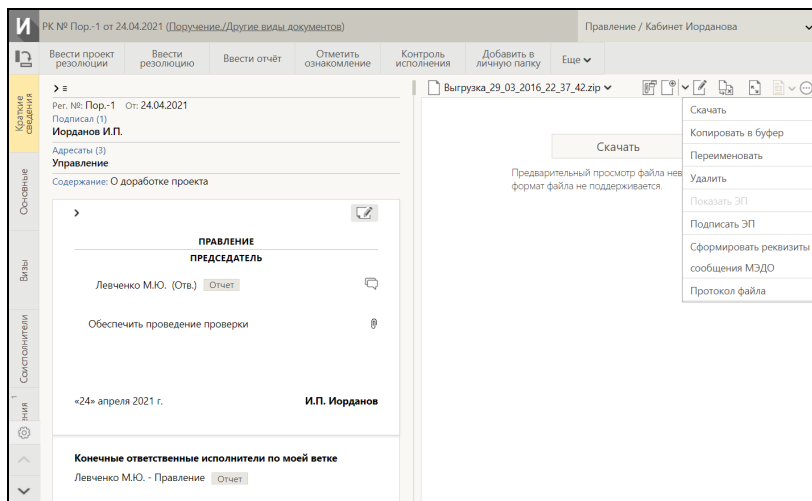 И
РК № Пор.-1 от 24.04.2021 (Поручение./Другие виды документов)
Правление / Кабинет Иорданова
Ввести проект резолюции
Ввести резолюцию
Ввести отчёт
Отметить ознакомление
Контроль исполнения
Добавить в личную папку
Еще
Краткие сведения
Основные
Визы
Соисполнители
Рег. №: Пор.-1 От: 24.04.2021
Подписал (1)
Иорданов И.П.
Адресаты (3)
Управление
Содержание: О доработке проекта
ПРАВЛЕНИЕ
ПРЕДСЕДАТЕЛЬ
Левченко М.Ю. (Отв.) Отчет
Обеспечить проведение проверки
«24» апреля 2021 г. И.П. Иорданов
Конечные ответственные исполнители по моей ветке
Левченко М.Ю. - Правление Отчет
Выгрузка_29_03_2016_22_37_42.zip
Скачать
Предварительный просмотр файла нев
формат файла не поддерживается.
Скачать
Копировать в буфер
Переименовать
Удалить
Показать ЭП
Подписать ЭП
Сформировать реквизиты
сообщения МЭДО
Протокол файла